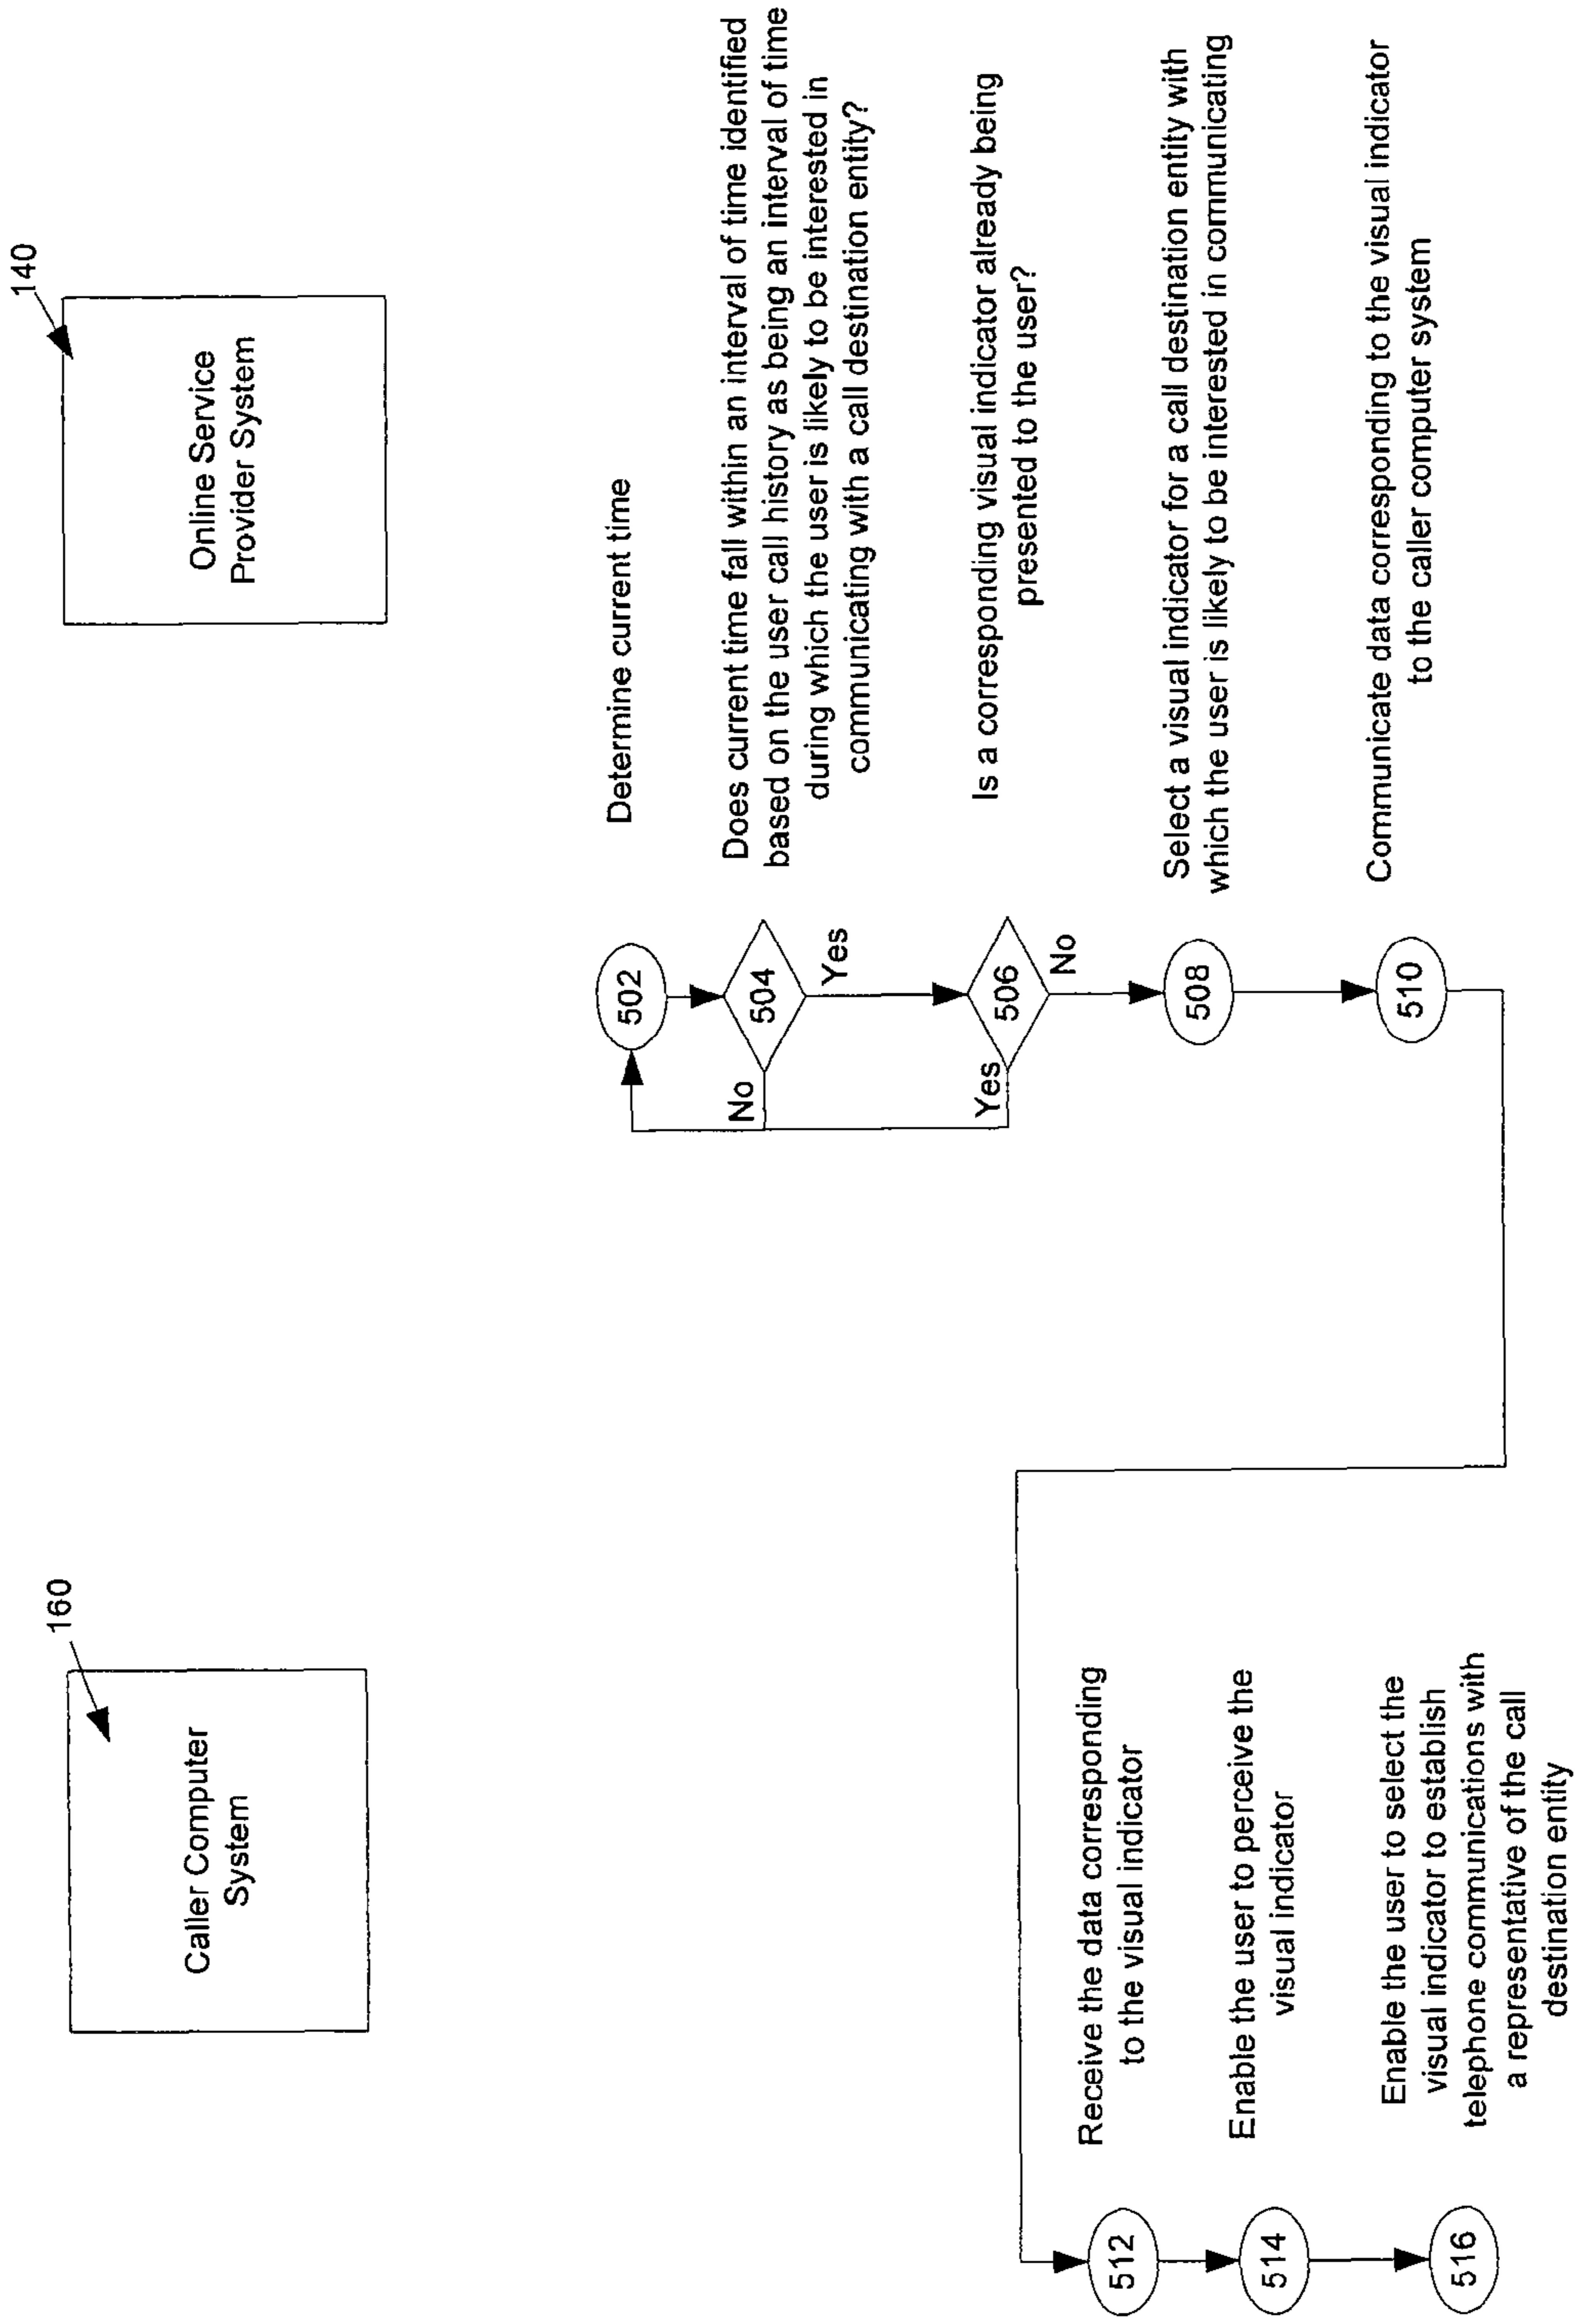 160
Caller Computer
System
140
Online Service
Provider System
502
Determine current time
504
Does current time fall within an interval of time identified
based on the user call history as being an interval of time
during which the user is likely to be interested in
communicating with a call destination entity?
No
Yes
506
Is a corresponding visual indicator already being
presented to the user?
Yes
No
508
Select a visual indicator for a call destination entity with
which the user is likely to be interested in communicating
510
Communicate data corresponding to the visual indicator
to the caller computer system
512
Receive the data corresponding
to the visual indicator
514
Enable the user to perceive the
visual indicator
516
Enable the user to select the
visual indicator to establish
telephone communications with
a representative of the call
destination entity